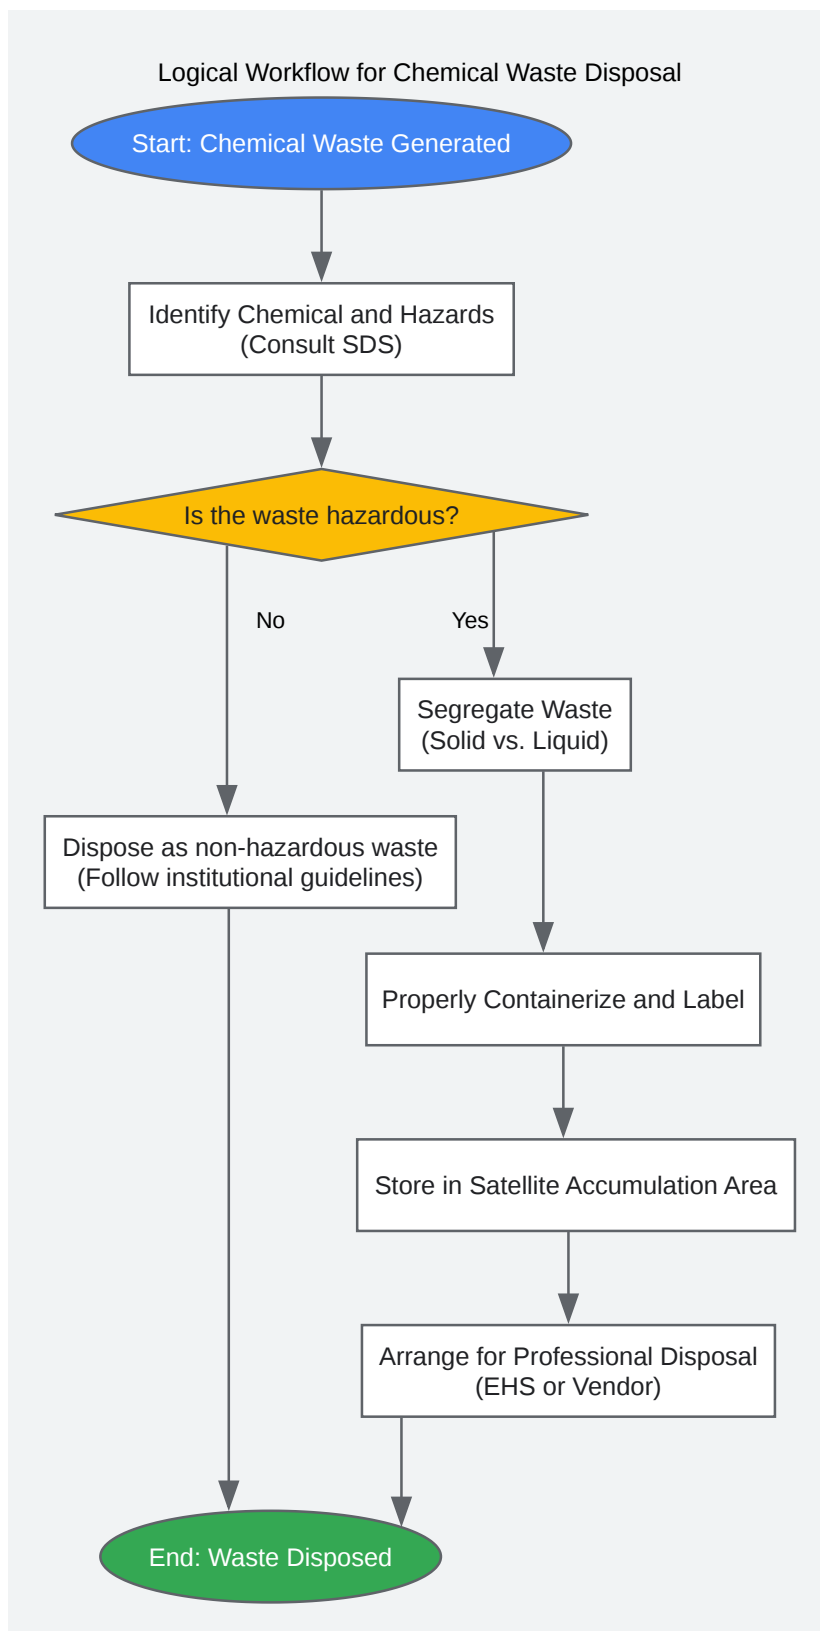 Logical Workflow for Chemical Waste Disposal
Start: Chemical Waste Generated
Identify Chemical and Hazards
(Consult SDS)
Is the waste hazardous?
No
Yes
Segregate Waste
(Solid vs. Liquid)
Dispose as non-hazardous waste
(Follow institutional guidelines)
Properly Containerize and Label
Store in Satellite Accumulation Area
Arrange for Professional Disposal
(EHS or Vendor)
End: Waste Disposed